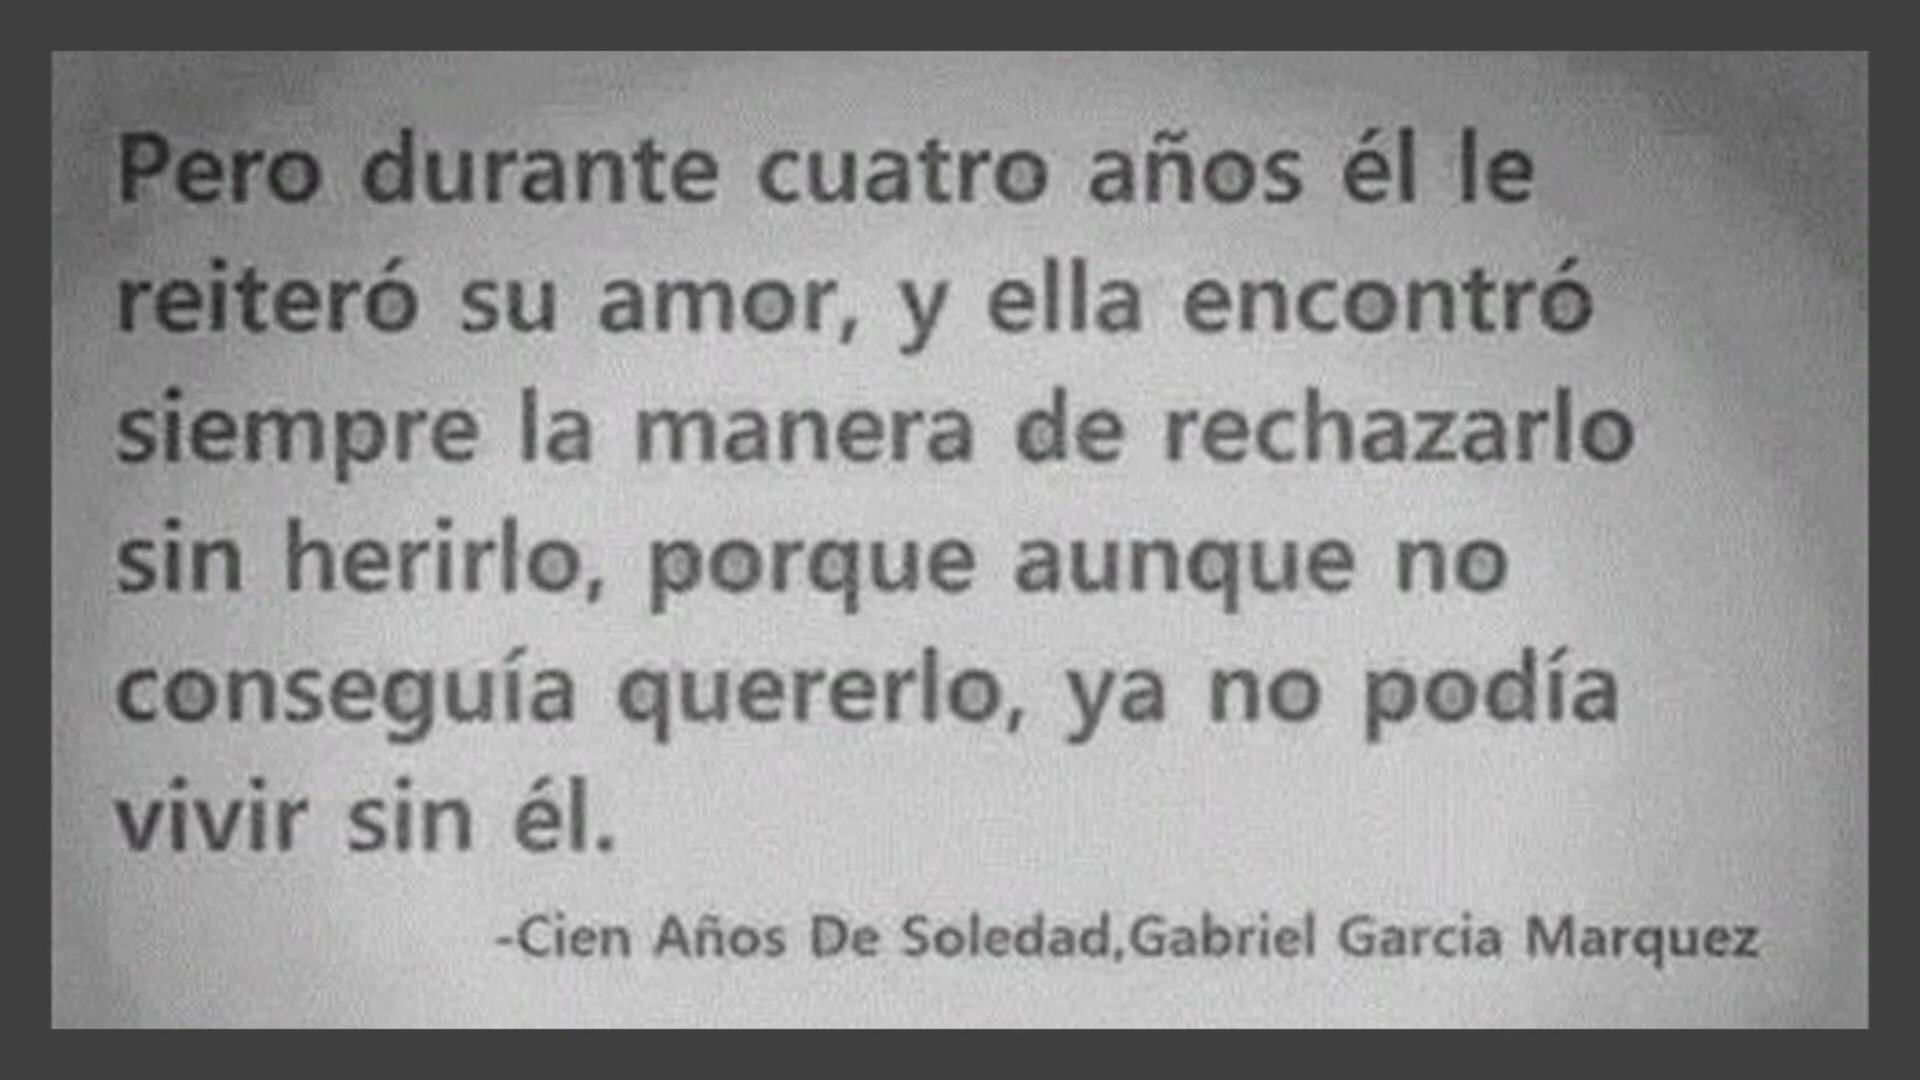 Pero durante cuatro años él le
reiteró su amor, y ella encontró
siempre la manera de rechazarlo
sin herirlo, porque aunque no
conseguía quererlo, ya no podía
vivir sin él.
-Cien Años De Soledad,Gabriel Garcia Marquez